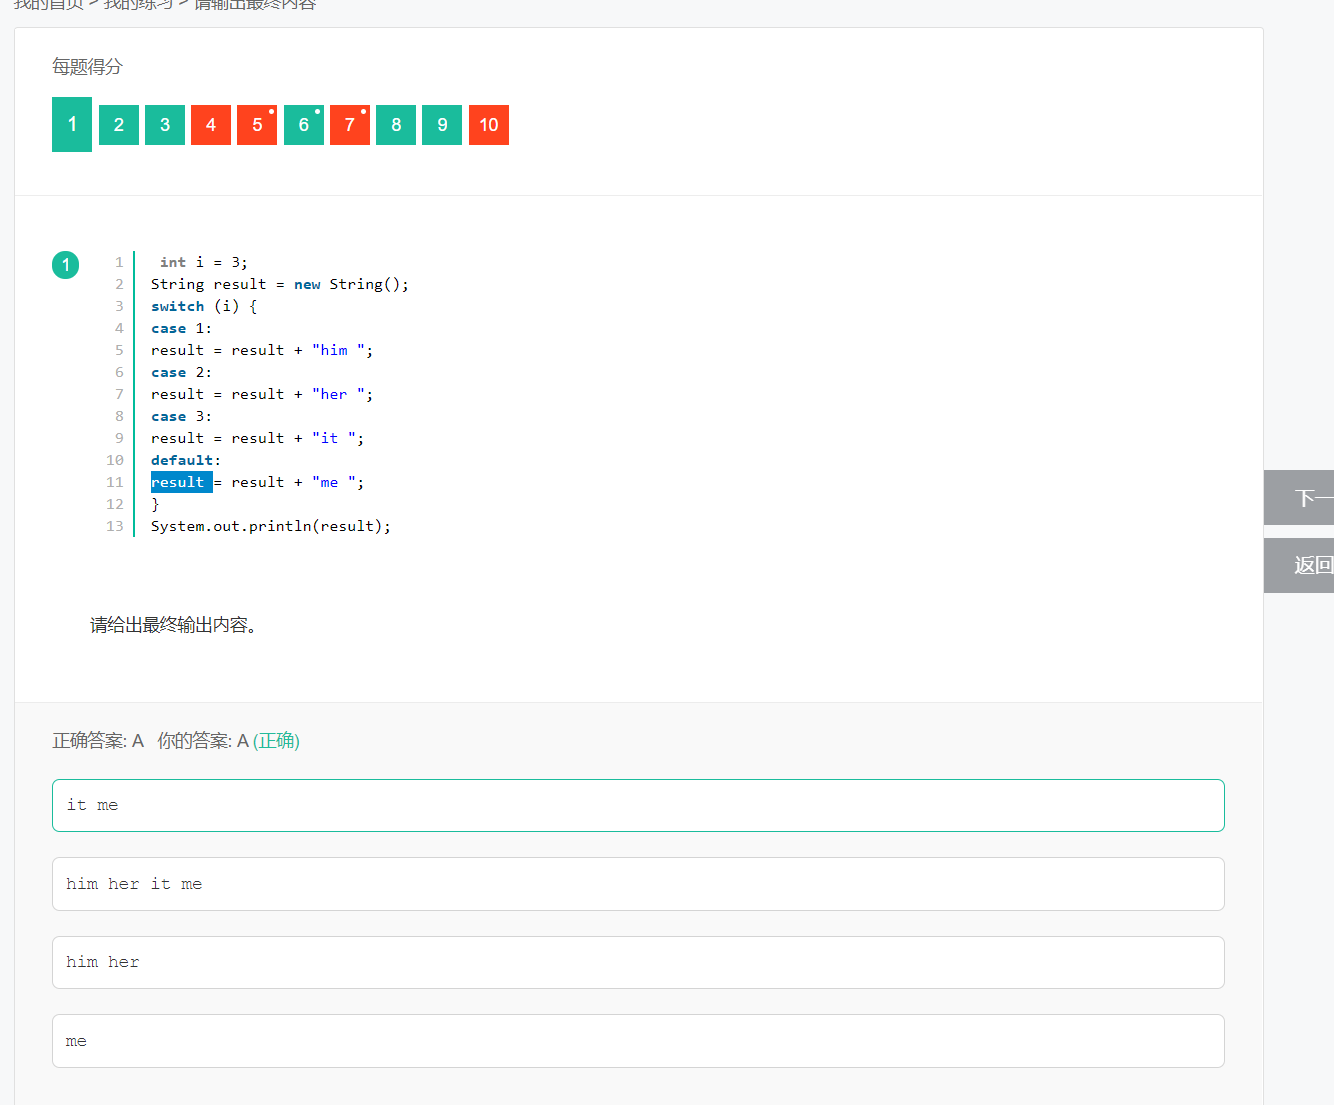 我的首页 > 我的练习 > 请输出最终内容
每题得分
1 2 3 4 5 6 7 8 9 10
1
1 int i = 3;
2 String result = new String();
3 switch (i) {
4 case 1:
5 result = result + "him ";
6 case 2:
7 result = result + "her ";
8 case 3:
9 result = result + "it ";
10 default:
11 result = result + "me ";
12 }
13 System.out.println(result);
下一
返回
请给出最终输出内容。
正确答案: A 你的答案: A (正确)
it me
him her it me
him her
me